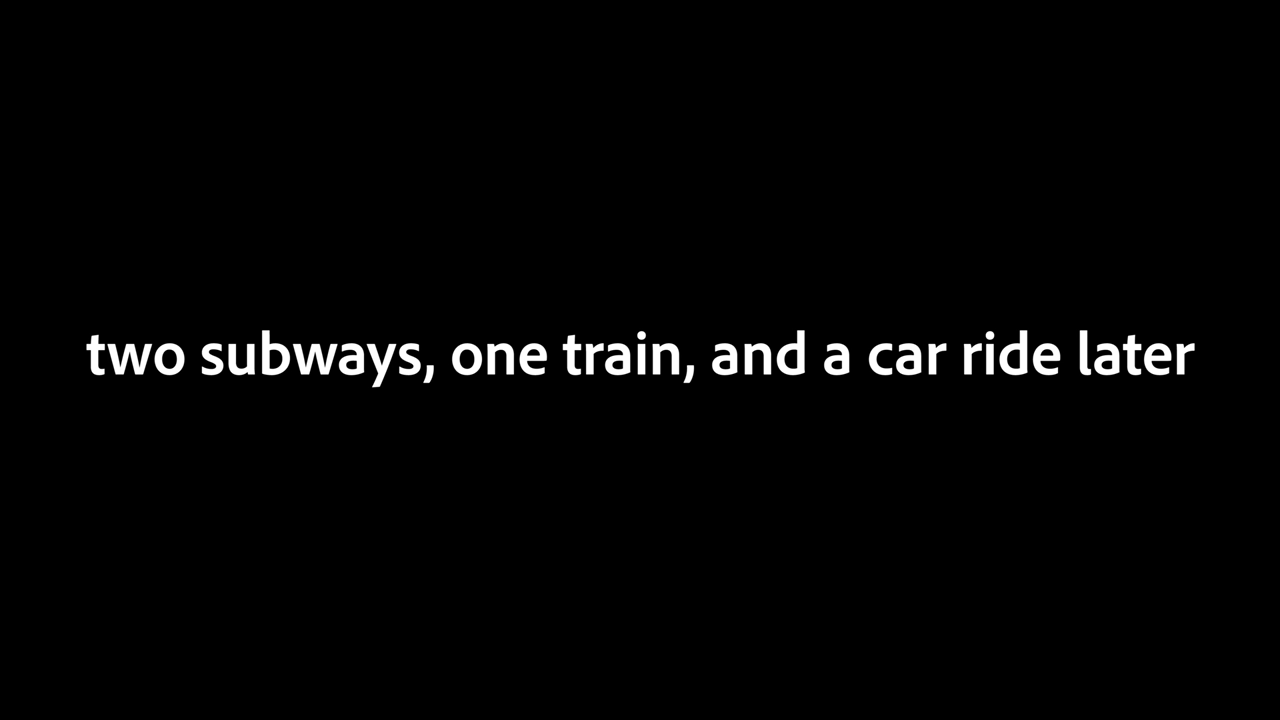 two subways, one train, and a car ride later